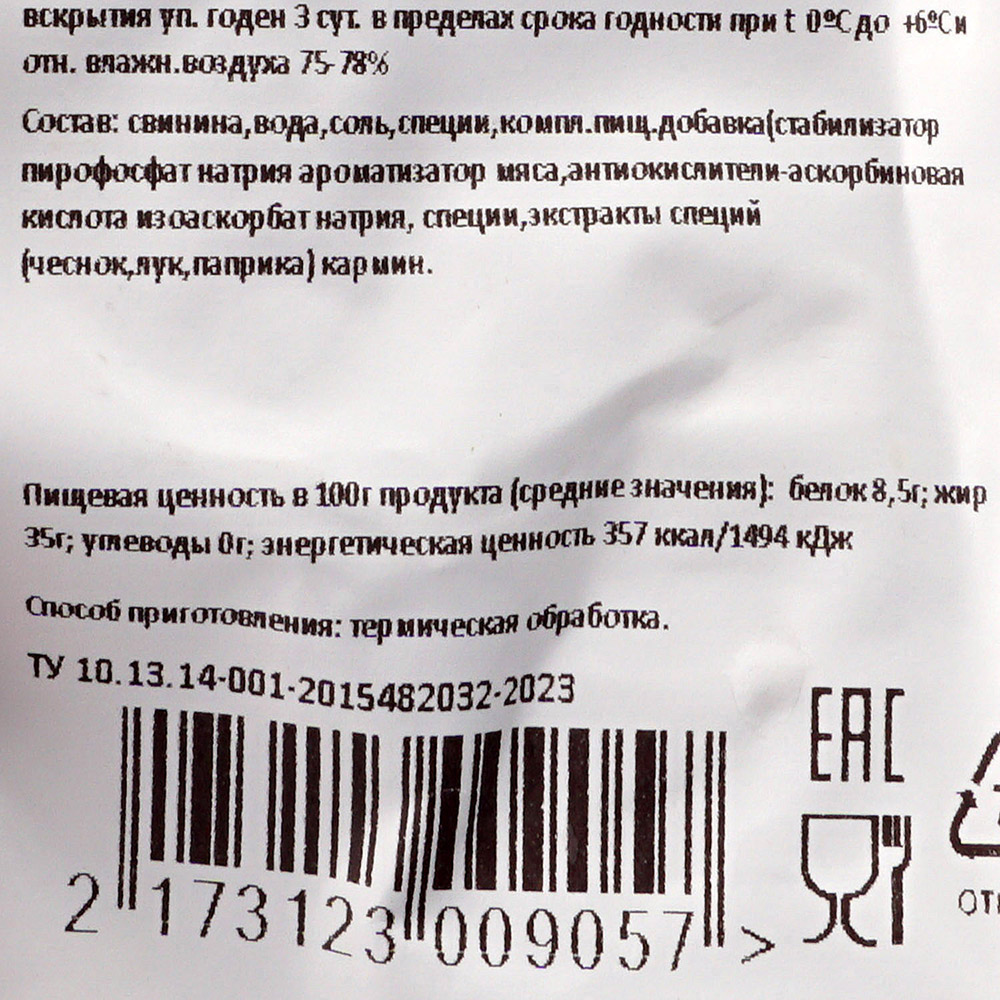 вскрытия уп. годен 3 сут. в пределах срока годности при t 0ºС до +6ºС и
отн. влажн.воздуха 75-78%
Состав: свинина,вода,соль,специи,компл.пищ.добавка(стабилизатор
пирофосфат натрия ароматизатор мяса,антиокислители-аскорбиновая
кислота изоаскорбат натрия, специи,экстракты специй
(чеснок,лук,паприка) кармин.
Пищевая ценность в 100г продукта (средние значения): белок 8,5г; жир
35г; углеводы 0г; энергетическая ценность 357 ккал/1494 кДж
Способ приготовления: термическая обработка.
ТУ 10.13.14-001-2015482032-2023
EAC
2 173123 009057 >